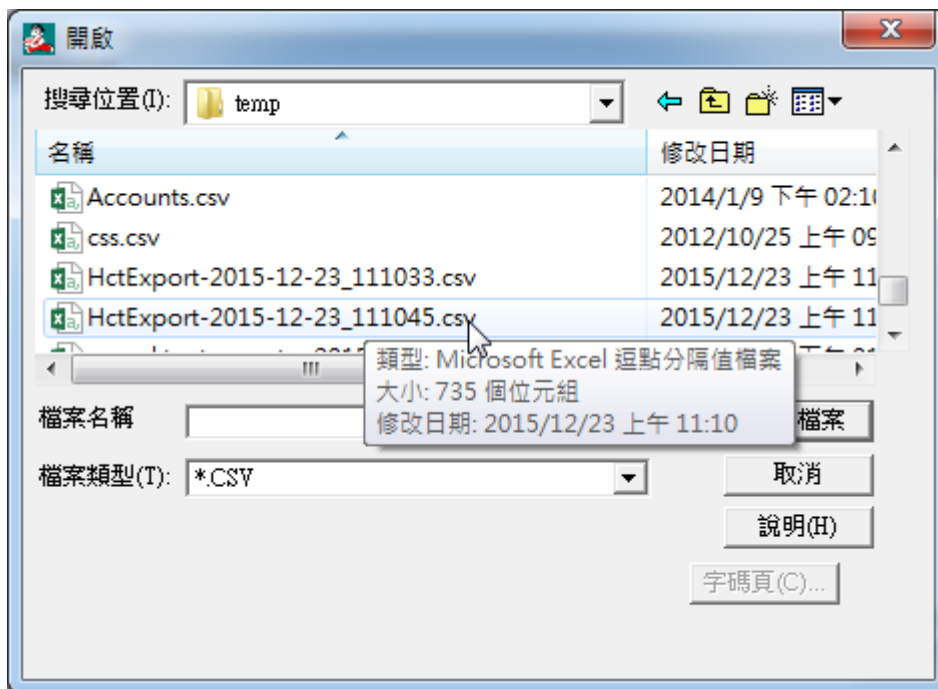 開啟
搜尋位置(I): temp
名稱 修改日期
Accounts.csv 2014/1/9 下午 02:10
css.csv 2012/10/25 上午 09
HctExport-2015-12-23_111033.csv 2015/12/23 上午 11
HctExport-2015-12-23_111045.csv 2015/12/23 上午 11
類型: Microsoft Excel 逗點分隔值檔案
大小: 735 個位元組
修改日期: 2015/12/23 上午 11:10
檔案名稱 檔案
檔案類型(T): *.CSV 取消
說明(H)
字碼頁(C)...